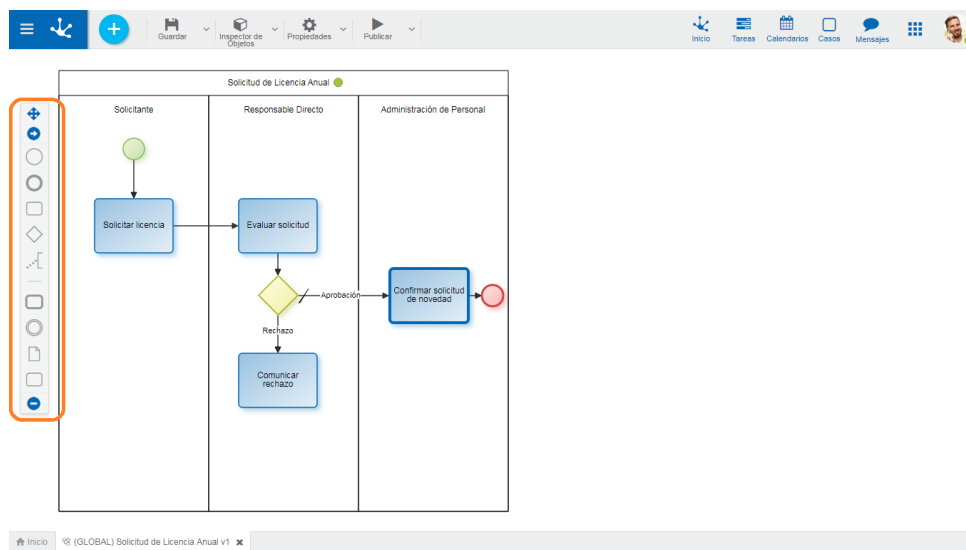 Guardar
Inspector de
Objetos
Propiedades
Publicar
Inicio
Tareas
Calendarios
Casos
Mensajes
Solicitud de Licencia Anual
Solicitante
Responsable Directo
Administración de Personal
Solicitar licencia
Evaluar solicitud
Aprobación
Confirmar solicitud
de novedad
Rechazo
Comunicar
rechazo
Inicio
(GLOBAL) Solicitud de Licencia Anual v1